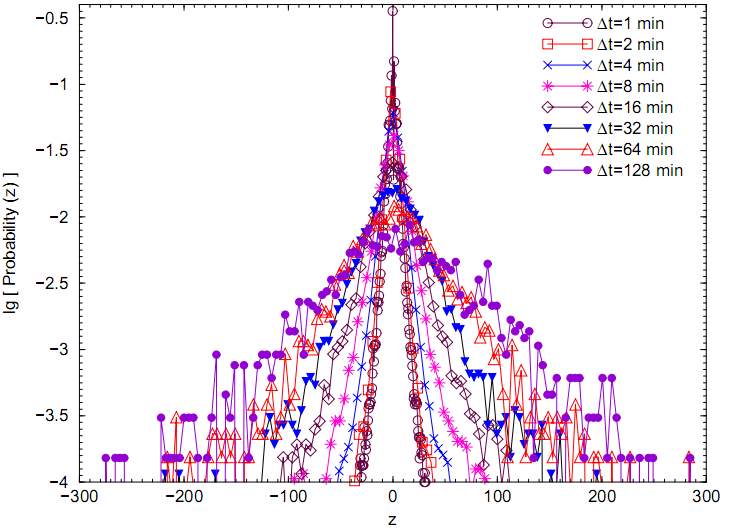 −0.5
−1
−1.5
−2
−2.5
−3
−3.5
−4
lg [ Probability (z) ]
Δt=1 min
Δt=2 min
Δt=4 min
Δt=8 min
Δt=16 min
Δt=32 min
Δt=64 min
Δt=128 min
−300 −200 −100 0 100 200 300
z